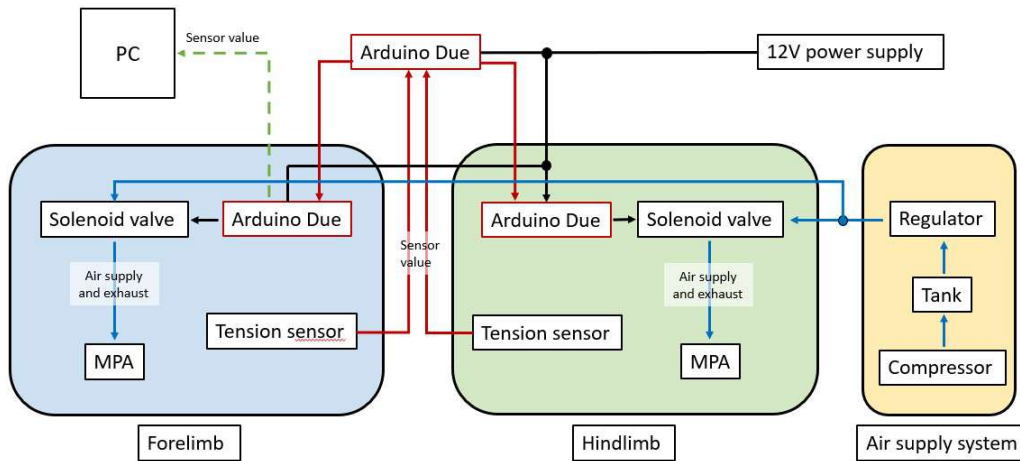 PC
Sensor value
Arduino Due
12V power supply
Solenoid valve
Arduino Due
Air supply
and exhaust
Tension sensor
MPA
Forelimb
Sensor
value
Arduino Due
Solenoid valve
Air supply
and exhaust
Tension sensor
MPA
Hindlimb
Regulator
Tank
Compressor
Air supply system